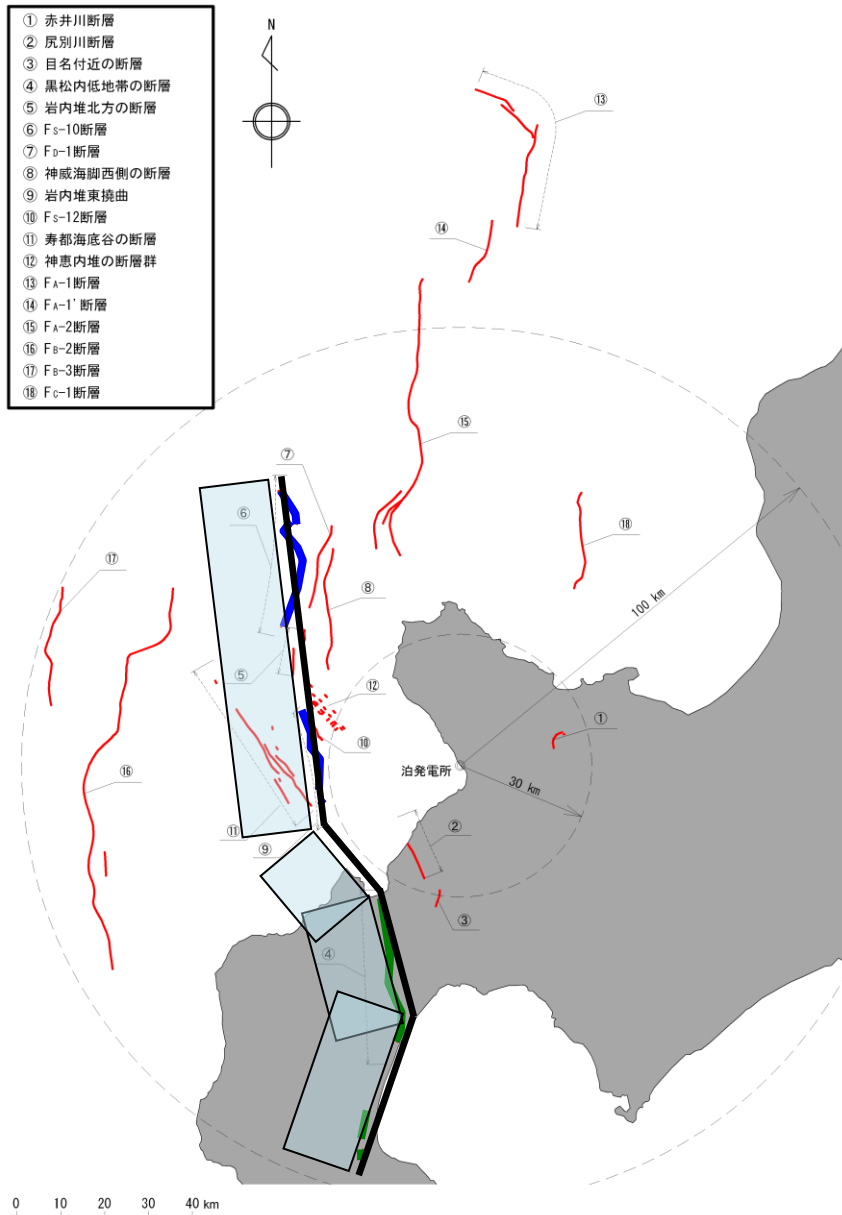 ① 赤井川断層
② 尻別川断層
③ 目名付近の断層
④ 黒松内低地帯の断層
⑤ 岩内堆北方の断層
⑥ Fs-10断層
⑦ FD-1断層
⑧ 神威海脚西側の断層
⑨ 岩内堆東撓曲
⑩ Fs-12断層
⑪ 寿都海底谷の断層
⑫ 神恵内堆の断層群
⑬ FA-1断層
⑭ FA-1'断層
⑮ FA-2断層
⑯ FB-2断層
⑰ FB-3断層
⑱ FC-1断層
N
⑬
⑭
⑮
⑦
⑥
⑱
⑰
⑧
100 km
⑤
⑫
①
⑩
泊発電所
⑯
30 km
②
⑪
⑨
③
④
0 10 20 30 40 km